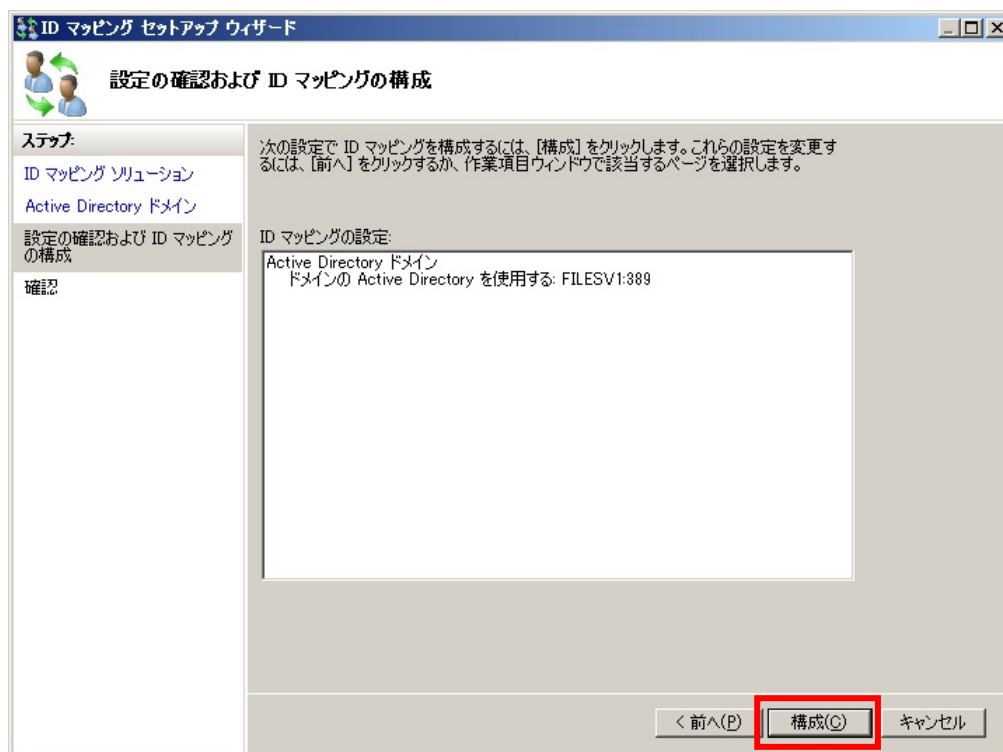 ID マッピング セットアップ ウィザード
設定の確認および ID マッピングの構成
ステップ:
ID マッピング ソリューション
Active Directory ドメイン
設定の確認および ID マッピング
の構成
確認
次の設定で ID マッピングを構成するには、[構成] をクリックします。これらの設定を変更す
るには、[前へ] をクリックするか、作業項目ウィンドウで該当するページを選択します。
ID マッピングの設定:
Active Directory ドメイン
ドメインの Active Directory を使用する: FILESV1:389
< 前へ(P)
構成(C)
キャンセル